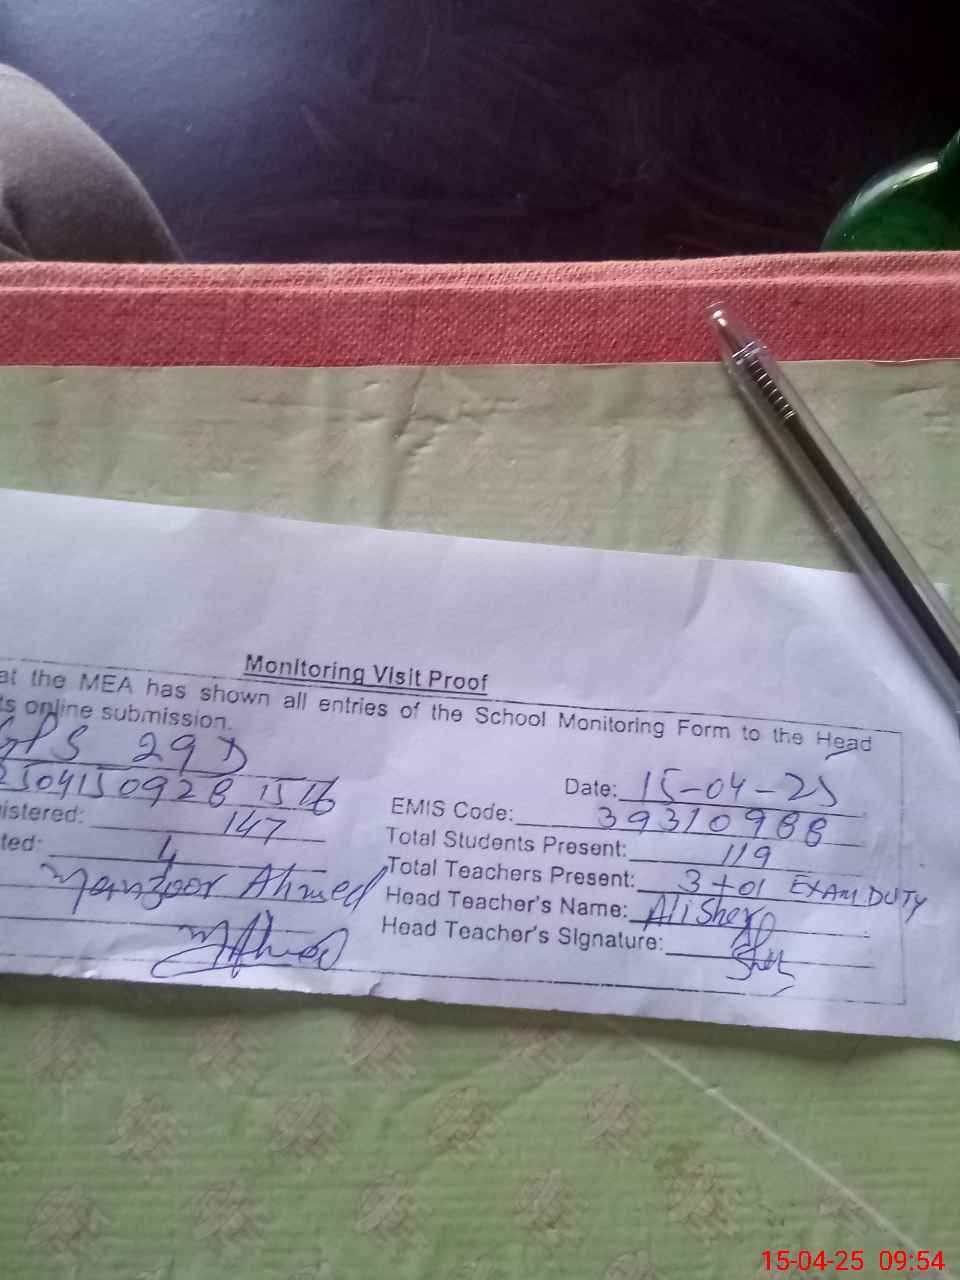 Monitoring Visit Proof
at the MEA has shown all entries of the School Monitoring Form to the Head
ts online submission.
GPS 29D
Date: 15-04-25
2504150928 1516
EMIS Code: 39310988
istered: 147
Total Students Present: 119
ted: 4
Total Teachers Present: 3+01 EXAM DUTY
Manzoor Ahmed
Head Teacher's Name: Ali Sher
MAhmed
Head Teacher's Signature:
15-04-25 09:54